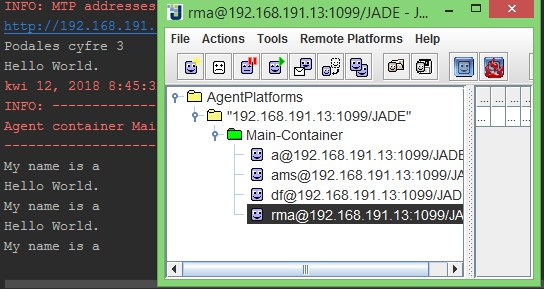 INFO: MTP addresses
http://192.168.191.
Podales cyfre 3
Hello World.
kwi 12, 2018 8:45:3
INFO: --------------
Agent container Mai
-------------------
My name is a
Hello World.
My name is a
Hello World.
My name is a
rma@192.168.191.13:1099/JADE - J...
File Actions Tools Remote Platforms Help
AgentPlatforms
"192.168.191.13:1099/JADE"
Main-Container
a@192.168.191.13:1099/JADE
ams@192.168.191.13:1099/JA
df@192.168.191.13:1099/JAD
rma@192.168.191.13:1099/JA
... ...
... ...